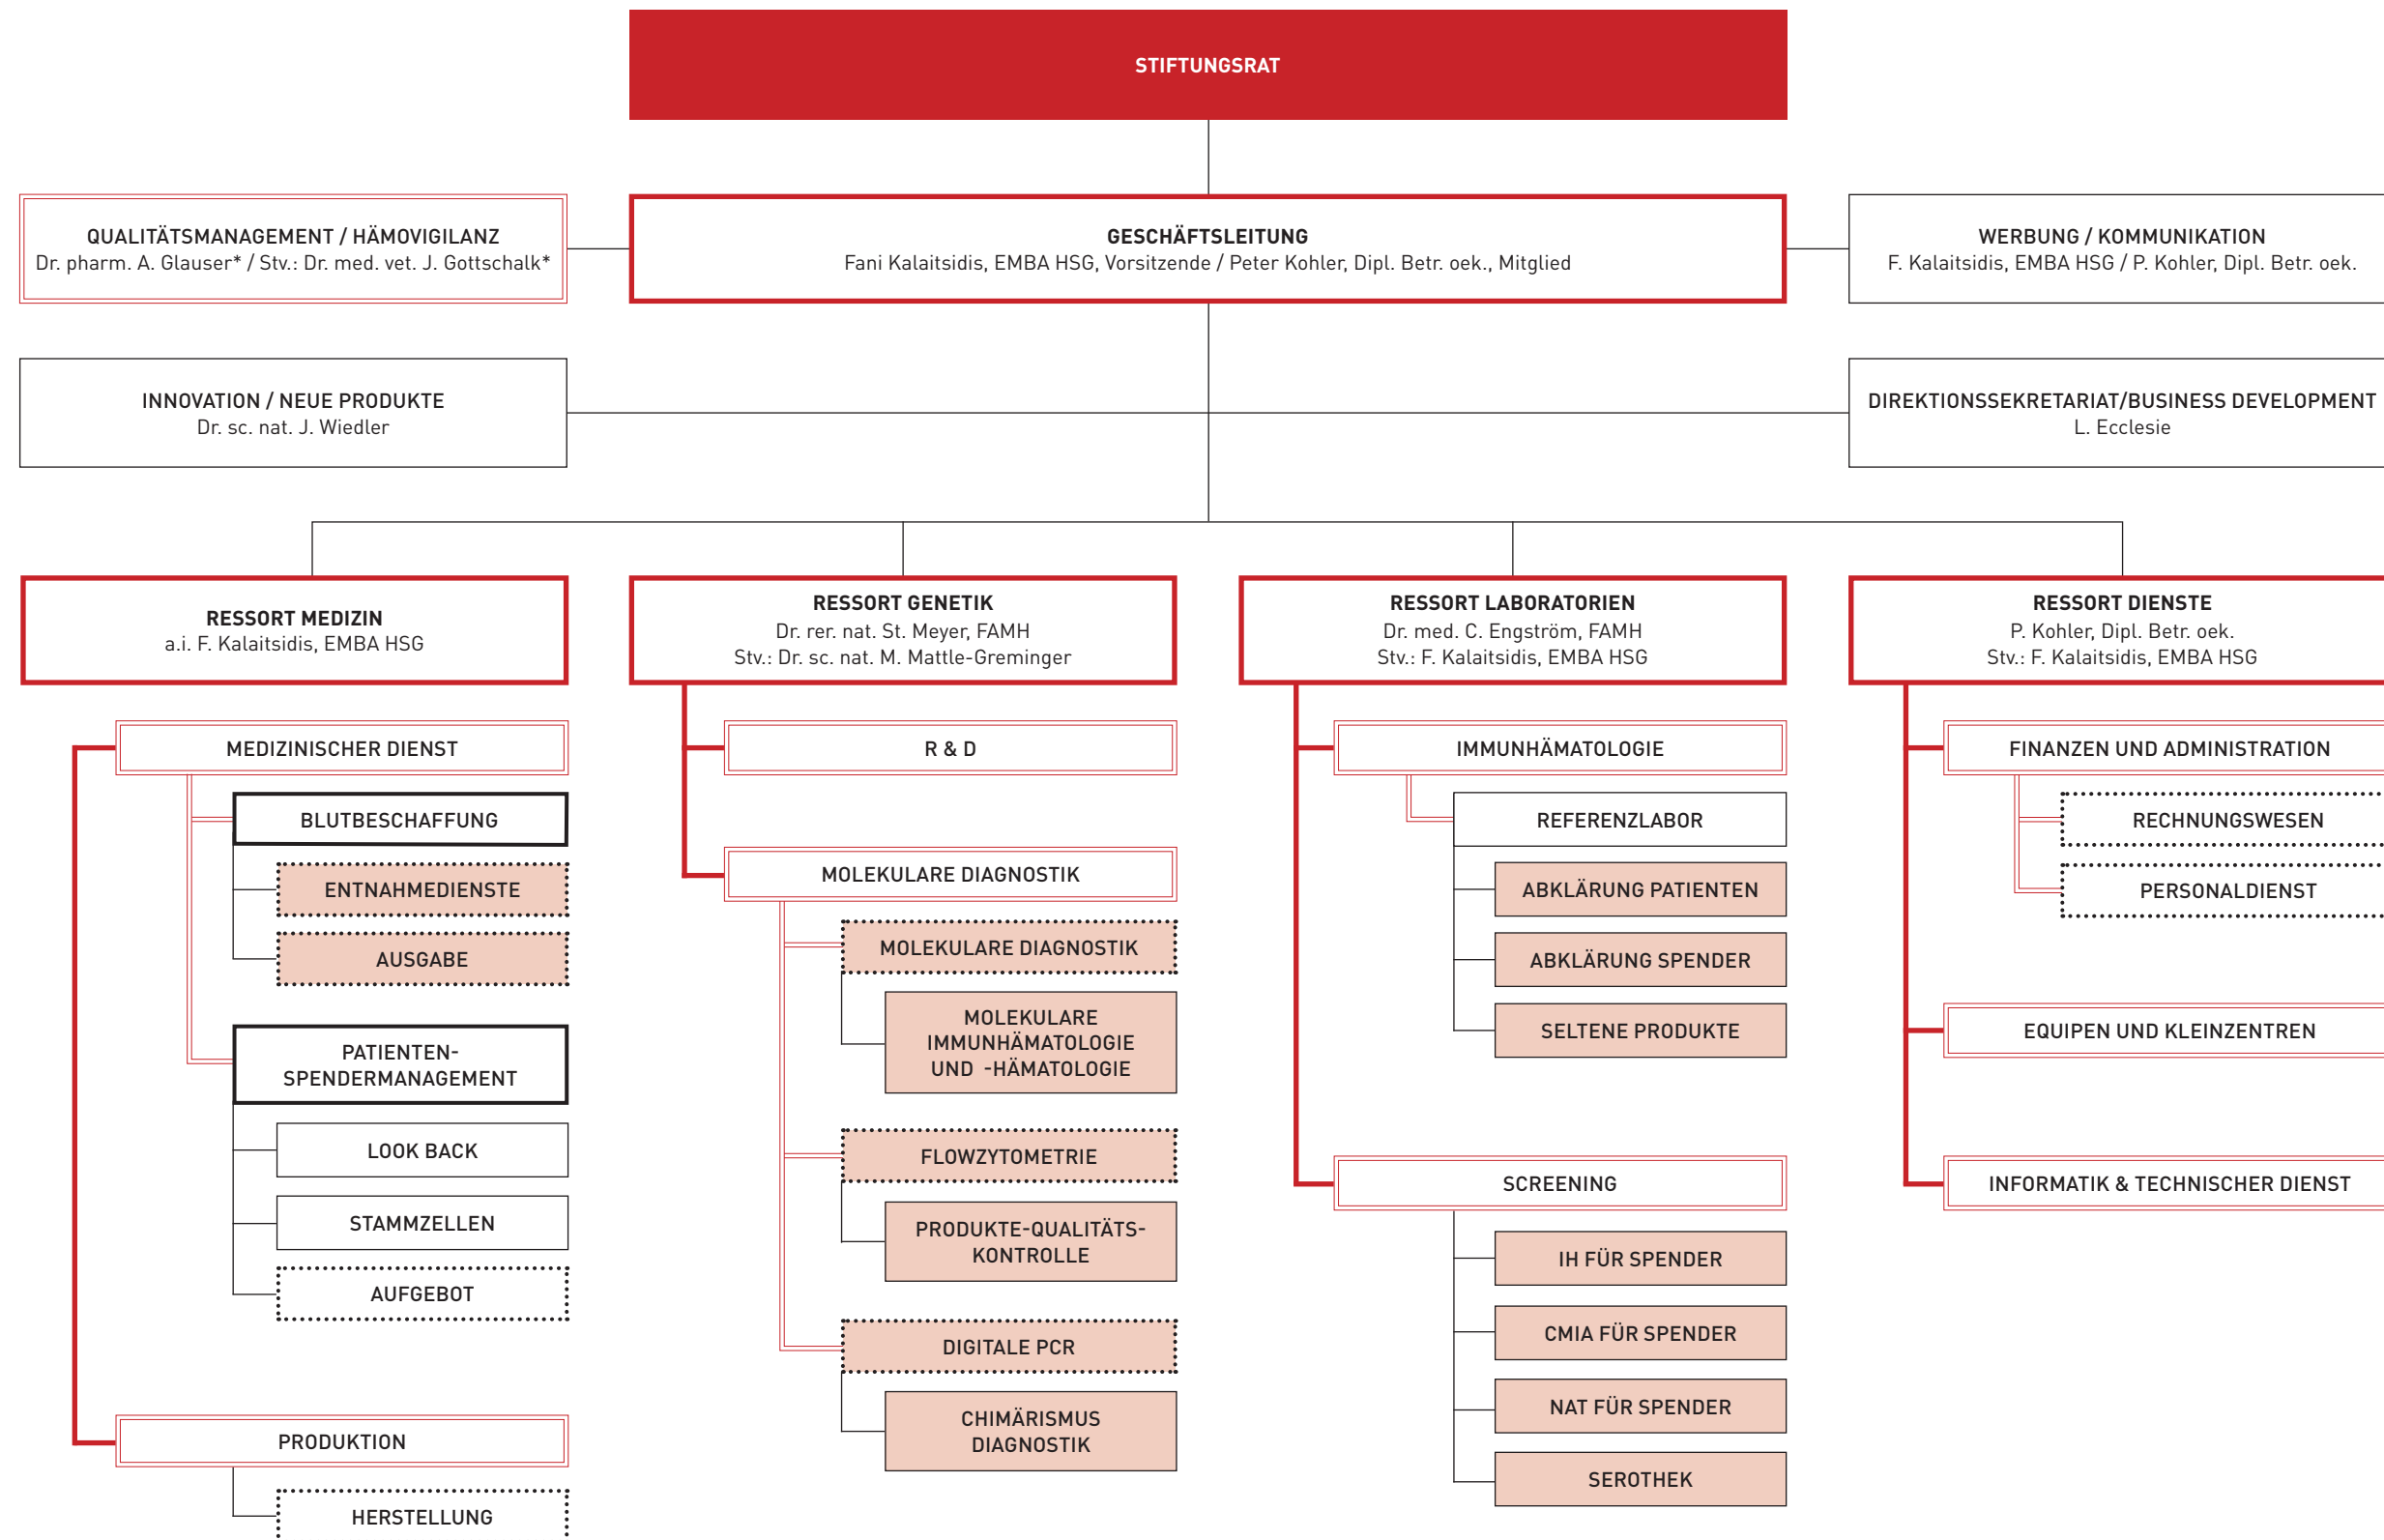 STIFTUNGSRAT
QUALITÄTSMANAGEMENT / HÄMOVIGILANZ
Dr. pharm. A. Glauser* / Stv.: Dr. med. vet. J. Gottschalk*
GESCHÄFTSLEITUNG
Fani Kalaitsidis, EMBA HSG, Vorsitzende / Peter Kohler, Dipl. Betr. oek., Mitglied
WERBUNG / KOMMUNIKATION
F. Kalaitsidis, EMBA HSG / P. Kohler, Dipl. Betr. oek.
INNOVATION / NEUE PRODUKTE
Dr. sc. nat. J. Wiedler
DIREKTIONSSEKRETARIAT/BUSINESS DEVELOPMENT
L. Ecclesie
RESSORT MEDIZIN
a.i. F. Kalaitsidis, EMBA HSG
MEDIZINISCHER DIENST
BLUTBESCHAFFUNG
ENTNAHMEDIENSTE
AUSGABE
PATIENTEN-
SPENDERMANAGEMENT
LOOK BACK
STAMMZELLEN
AUFGEBOT
PRODUKTION
HERSTELLUNG
RESSORT GENETIK
Dr. rer. nat. St. Meyer, FAMH
Stv.: Dr. sc. nat. M. Mattle-Greminger
R & D
MOLEKULARE DIAGNOSTIK
MOLEKULARE DIAGNOSTIK
MOLEKULARE
IMMUNHÄMATOLOGIE
UND -HÄMATOLOGIE
FLOWZYTOMETRIE
PRODUKTE-QUALITÄTS-
KONTROLLE
DIGITALE PCR
CHIMÄRISMUS
DIAGNOSTIK
RESSORT LABORATORIEN
Dr. med. C. Engström, FAMH
Stv.: F. Kalaitsidis, EMBA HSG
IMMUNHÄMATOLOGIE
REFERENZLABOR
ABKLÄRUNG PATIENTEN
ABKLÄRUNG SPENDER
SELTENE PRODUKTE
SCREENING
IH FÜR SPENDER
CMIA FÜR SPENDER
NAT FÜR SPENDER
SEROTHEK
RESSORT DIENSTE
P. Kohler, Dipl. Betr. oek.
Stv.: F. Kalaitsidis, EMBA HSG
FINANZEN UND ADMINISTRATION
RECHNUNGSWESEN
PERSONALDIENST
EQUIPEN UND KLEINZENTREN
INFORMATIK & TECHNISCHER DIENST